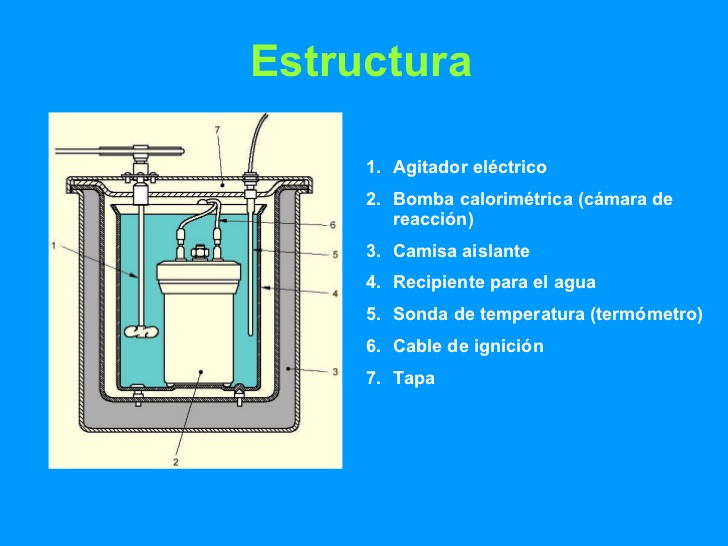 Estructura
7
6
5
4
3
2
1
1. Agitador eléctrico
2. Bomba calorimétrica (cámara de
reacción)
3. Camisa aislante
4. Recipiente para el agua
5. Sonda de temperatura (termómetro)
6. Cable de ignición
7. Tapa